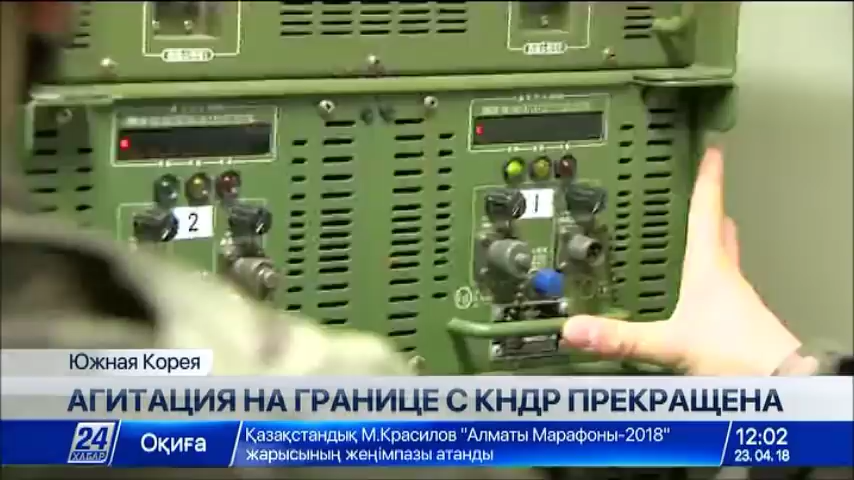 2
1
Южная Корея
АГИТАЦИЯ НА ГРАНИЦЕ С КНДР ПРЕКРАЩЕНА
24
ХАБАР
Оқиға
Қазақстандық М.Красилов "Алматы Марафоны-2018"
жарысының жеңімпазы атанды
12:02
23.04.18